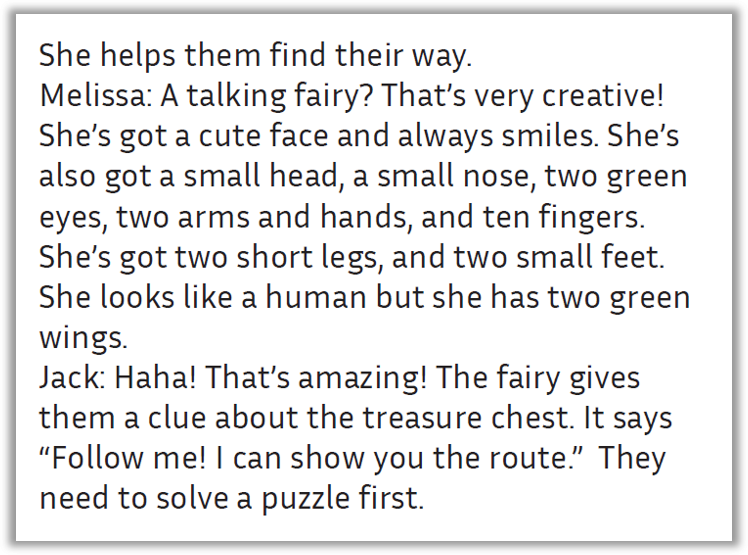 She helps them find their way.
Melissa: A talking fairy? That’s very creative!
She’s got a cute face and always smiles. She’s
also got a small head, a small nose, two green
eyes, two arms and hands, and ten fingers.
She’s got two short legs, and two small feet.
She looks like a human but she has two green
wings.
Jack: Haha! That’s amazing! The fairy gives
them a clue about the treasure chest. It says
“Follow me! I can show you the route.”  They
need to solve a puzzle first.